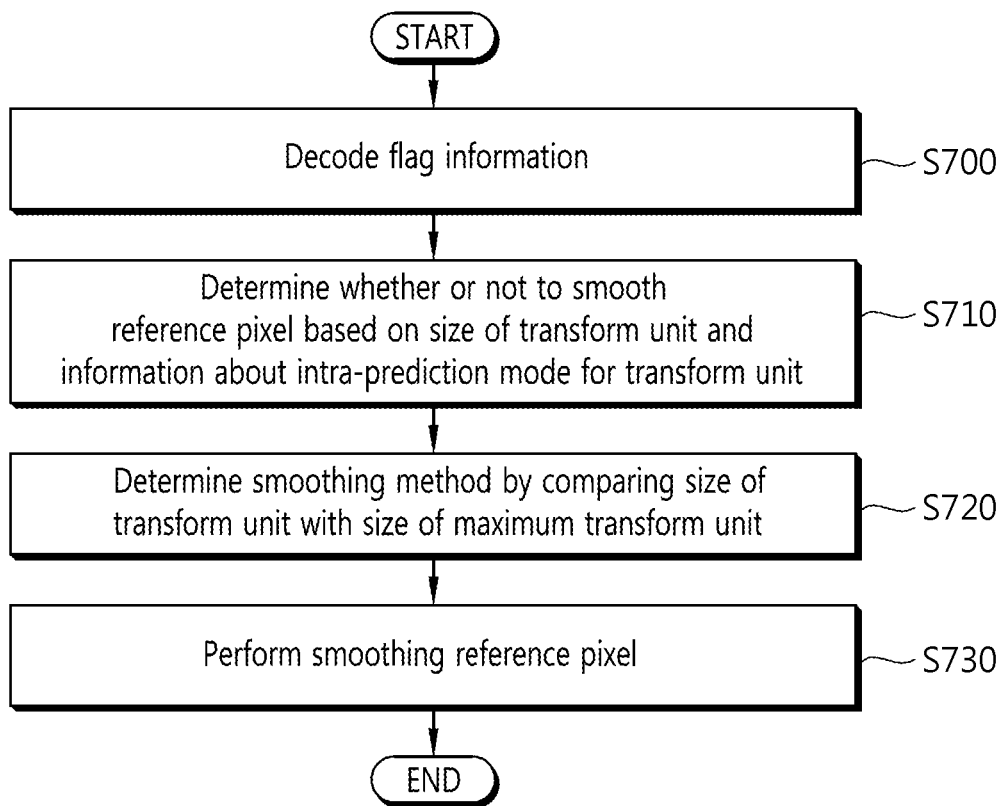 START
Decode flag information
S700
Determine whether or not to smooth
reference pixel based on size of transform unit and
information about intra-prediction mode for transform unit
S710
Determine smoothing method by comparing size of
transform unit with size of maximum transform unit
S720
Perform smoothing reference pixel
S730
END